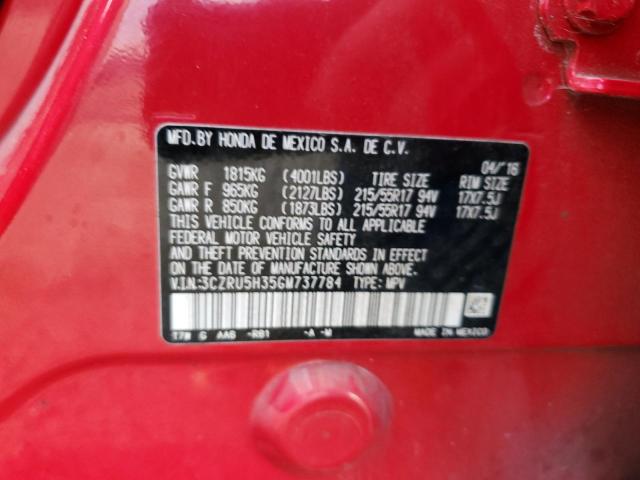 MFD.BY HONDA DE MEXICO S.A. DE C.V.
04/'16
GVWR 1815KG (4001LBS) TIRE SIZE RIM SIZE
GAWR F 965KG (2127LBS) 215/55R17 94V 17X7.5J
GAWR R 850KG (1873LBS) 215/55R17 94V 17X7.5J
THIS VEHICLE CONFORMS TO ALL APPLICABLE
FEDERAL MOTOR VEHICLE SAFETY
AND THEFT PREVENTION STANDARDS IN EFFECT
ON THE DATE OF MANUFACTURE SHOWN ABOVE.
V.I.N:3CZRU5H35GM737784 TYPE: MPV
T7W G AAB -RB1 -A -M MADE IN MEXICO